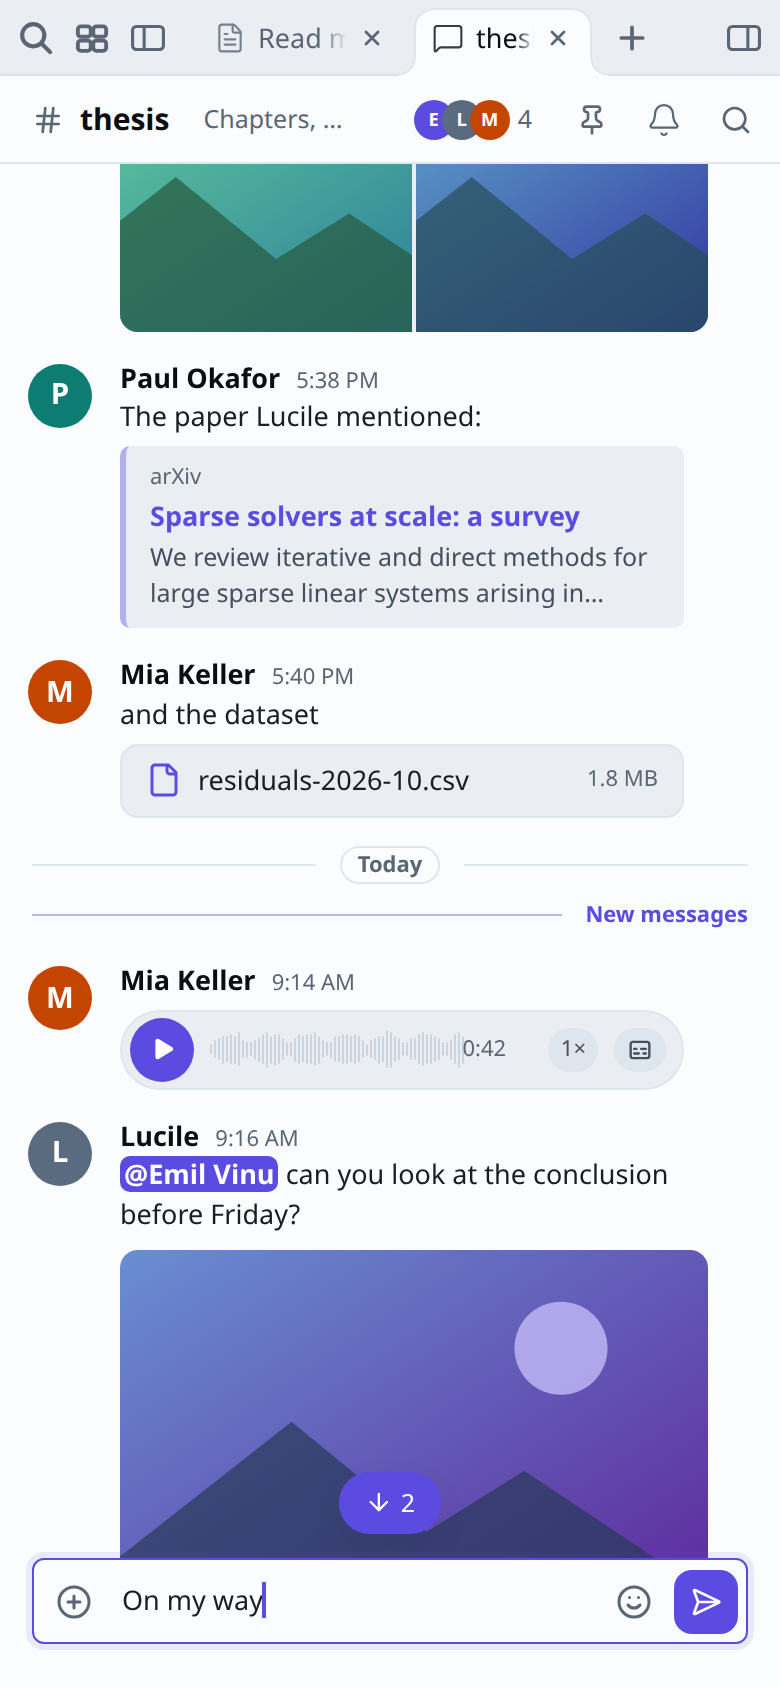 Read m
thes
# thesis Chapters, ... E L M 4
P
Paul Okafor 5:38 PM
The paper Lucile mentioned:
arXiv
Sparse solvers at scale: a survey
We review iterative and direct methods for
large sparse linear systems arising in...
M
Mia Keller 5:40 PM
and the dataset
residuals-2026-10.csv 1.8 MB
Today
New messages
M
Mia Keller 9:14 AM
0:42 1×
L
Lucile 9:16 AM
@Emil Vinu can you look at the conclusion
before Friday?
2
On my way